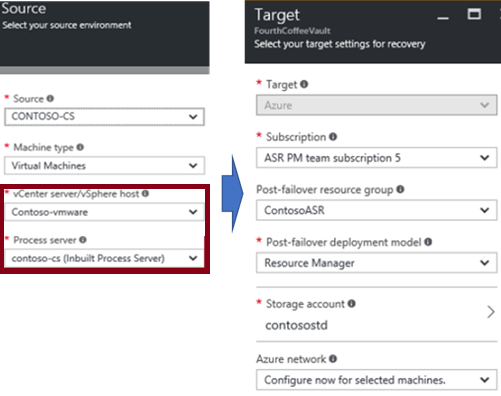 Source
Select your source environment
* Source
CONTOSO-CS
* Machine type
Virtual Machines
* vCenter server/vSphere host
Contoso-vmware
* Process server
contoso-cs (Inbuilt Process Server)
Target
FourthCoffeeVault
Select your target settings for recovery
* Target
Azure
* Subscription
ASR PM team subscription 5
Post-failover resource group
ContosoASR
* Post-failover deployment model
Resource Manager
* Storage account
contosostd
Azure network
Configure now for selected machines.